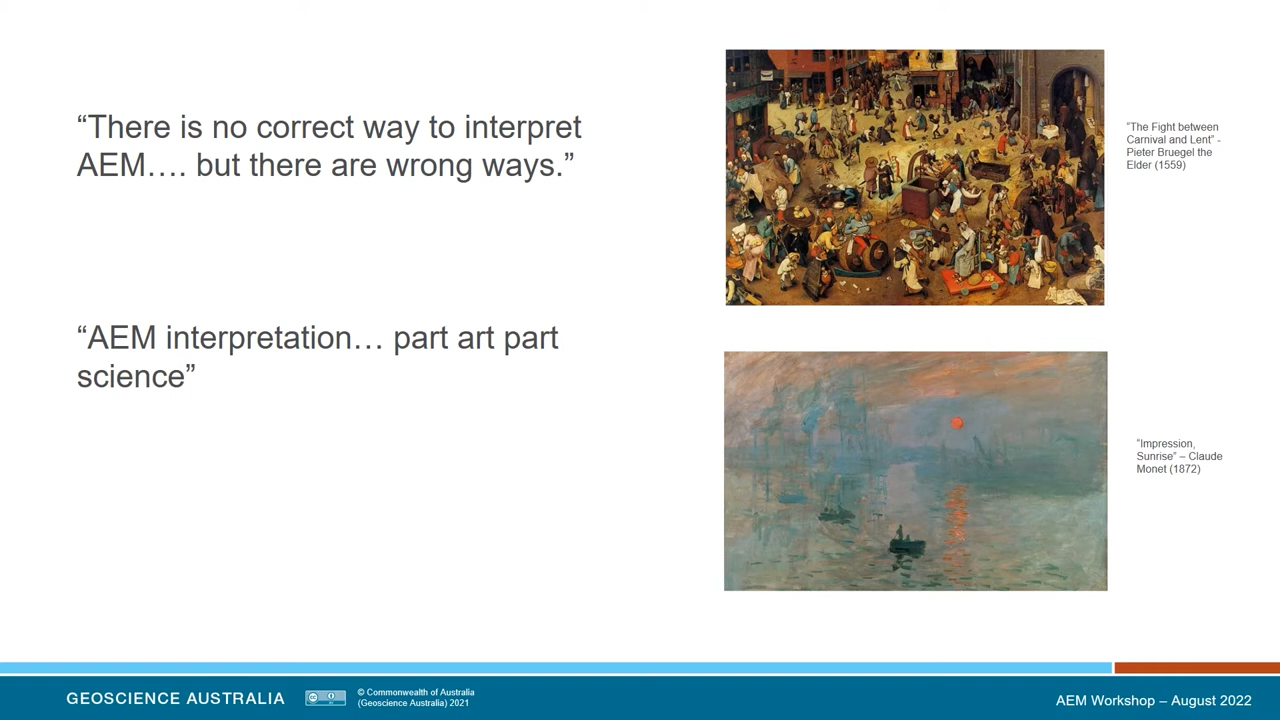 “There is no correct way to interpret
AEM…. but there are wrong ways.”
“The Fight between
Carnival and Lent” -
Pieter Bruegel the
Elder (1559)
“AEM interpretation… part art part
science”
“Impression,
Sunrise” – Claude
Monet (1872)
GEOSCIENCE AUSTRALIA
© Commonwealth of Australia
(Geoscience Australia) 2021
AEM Workshop – August 2022